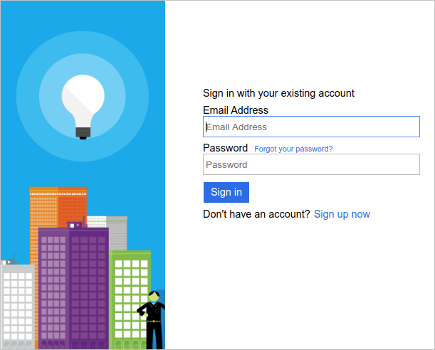 Sign in with your existing account
Email Address
Email Address
Password Forgot your password?
Password
Sign in
Don't have an account? Sign up now